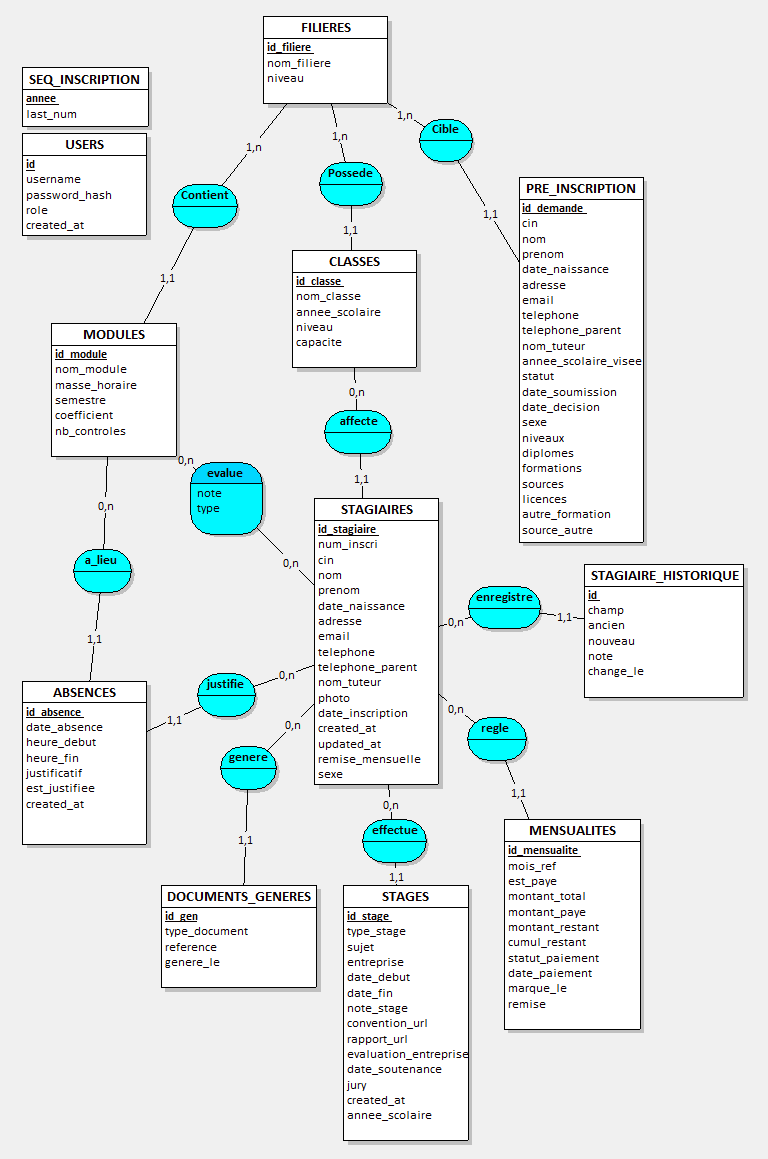 FILIERES
id_filiere
nom_filiere
niveau
SEQ_INSCRIPTION
annee
last_num
USERS
id
username
password_hash
role
created_at
1,n
1,n
1,n
Cible
Possede
Contient
1,1
1,1
1,1
PRE_INSCRIPTION
id_demande
cin
nom
prenom
date_naissance
adresse
email
telephone
telephone_parent
nom_tuteur
annee_scolaire_visee
statut
date_soumission
date_decision
sexe
niveaux
diplomes
formations
sources
licences
autre_formation
source_autre
CLASSES
id_classe
nom_classe
annee_scolaire
niveau
capacite
MODULES
id_module
nom_module
masse_horaire
semestre
coefficient
nb_controles
0,n
affecte
1,1
0,n
evalue
note
type
0,n
0,n
a_lieu
1,1
STAGIAIRES
id_stagiaire
num_inscri
cin
nom
prenom
date_naissance
adresse
email
telephone
telephone_parent
nom_tuteur
photo
date_inscription
created_at
updated_at
remise_mensuelle
sexe
0,n
enregistre
1,1
STAGIAIRE_HISTORIQUE
id
champ
ancien
nouveau
note
change_le
ABSENCES
id_absence
date_absence
heure_debut
heure_fin
justificatif
est_justifiee
created_at
justifie
0,n
1,1
0,n
genere
1,1
0,n
regle
1,1
0,n
effectue
1,1
DOCUMENTS_GENERES
id_gen
type_document
reference
genere_le
STAGES
id_stage
type_stage
sujet
entreprise
date_debut
date_fin
note_stage
convention_url
rapport_url
evaluation_entreprise
date_soutenance
jury
created_at
annee_scolaire
MENSUALITES
id_mensualite
mois_ref
est_paye
montant_total
montant_paye
montant_restant
cumul_restant
statut_paiement
date_paiement
marque_le
remise